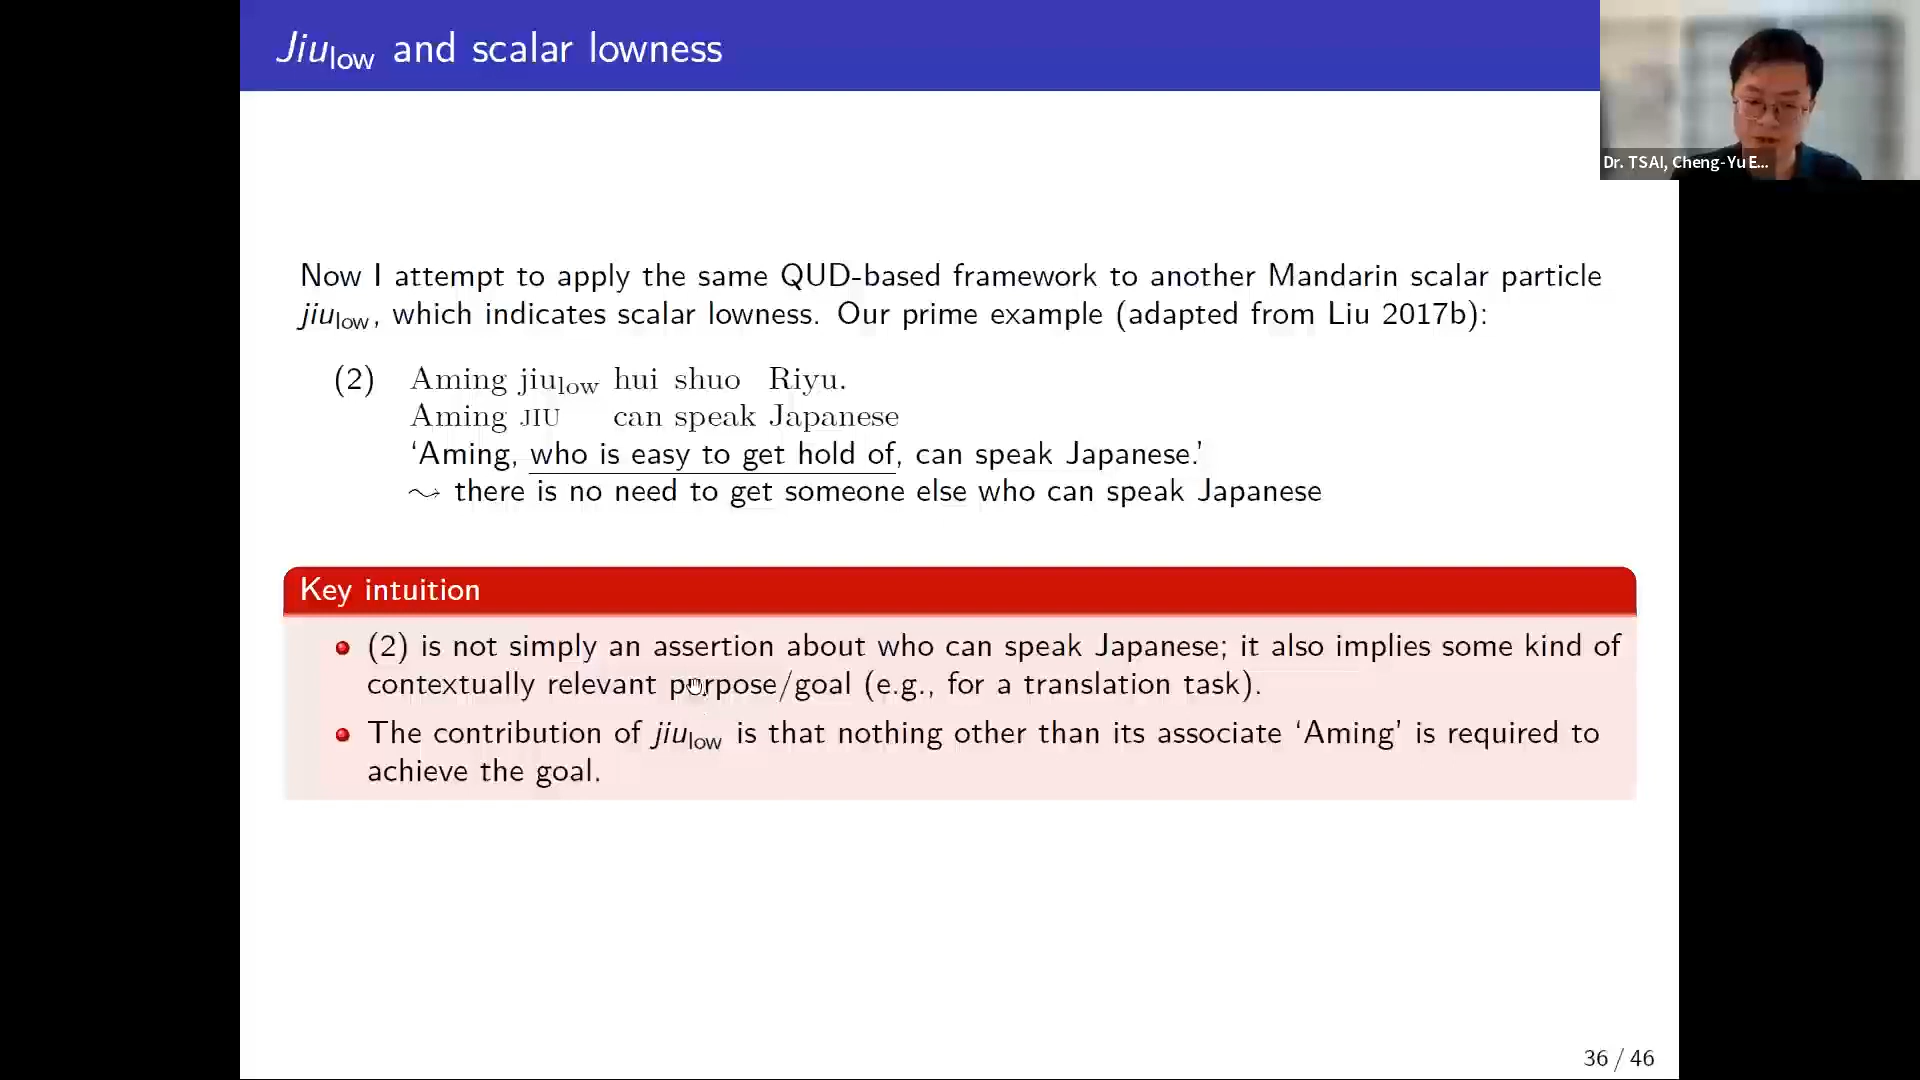 Jiulow and scalar lowness
Dr. TSAI, Cheng-Yu E...
Now I attempt to apply the same QUD-based framework to another Mandarin scalar particle
jiulow, which indicates scalar lowness. Our prime example (adapted from Liu 2017b):
(2) Aming jiulow hui shuo Riyu.
Aming JIU can speak Japanese
‘Aming, who is easy to get hold of, can speak Japanese.’
⤳ there is no need to get someone else who can speak Japanese
Key intuition
• (2) is not simply an assertion about who can speak Japanese; it also implies some kind of
contextually relevant purpose/goal (e.g., for a translation task).
• The contribution of jiulow is that nothing other than its associate ‘Aming’ is required to
achieve the goal.
36 / 46